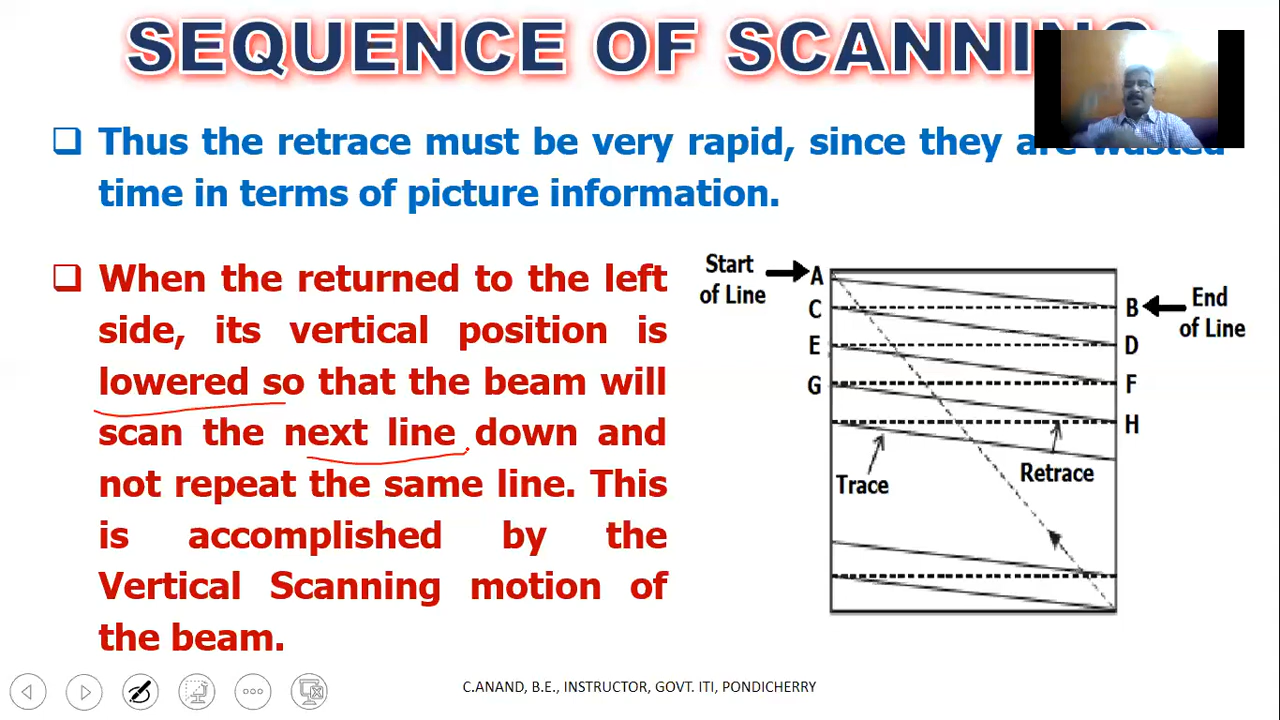 SEQUENCE OF SCANNING
Thus the retrace must be very rapid, since they are wasted
time in terms of picture information.
When the returned to the left
side, its vertical position is
lowered so that the beam will
scan the next line down and
not repeat the same line. This
is accomplished by the
Vertical Scanning motion of
the beam.
Start
of Line
A
C
E
G
B
D
F
H
End
of Line
Trace
Retrace
C.ANAND, B.E., INSTRUCTOR, GOVT. ITI, PONDICHERRY